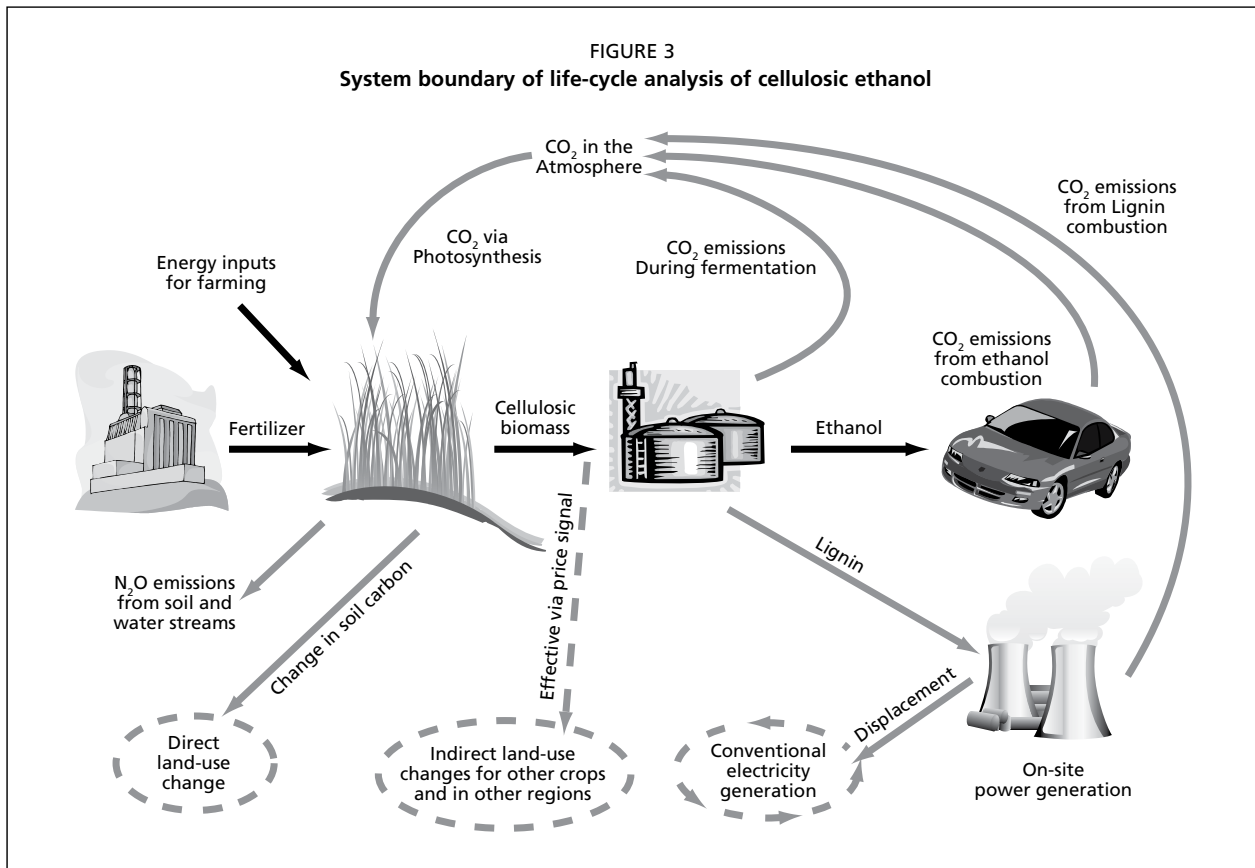 FIGURE 3
System boundary of life-cycle analysis of cellulosic ethanol
CO₂ in the
Atmosphere
CO₂ emissions
from Lignin
combustion
CO₂ via
Photosynthesis
CO₂ emissions
During fermentation
Energy inputs
for farming
CO₂ emissions
from ethanol
combustion
Fertilizer
Cellulosic
biomass
Ethanol
N₂O emissions
from soil and
water streams
Change in soil carbon
Effective via price signal
Lignin
Displacement
Direct
land-use
change
Indirect land-use
changes for other crops
and in other regions
Conventional
electricity
generation
On-site
power generation